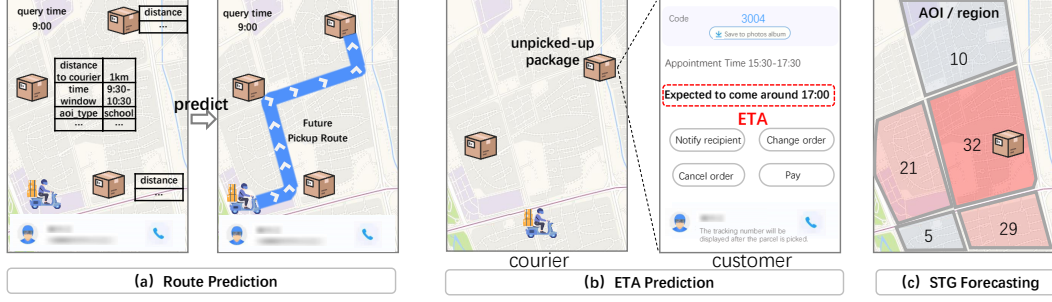 query time
9:00
distance
...
distance
to courier
1km
time
window
9:30-
10:30
aoi_type
school
...
...
distance
...
predict
query time
9:00
Future
Pickup Route
(a) Route Prediction
unpicked-up
package
courier
Code
3004
Save to photos album
Appointment Time 15:30-17:30
Expected to come around 17:00
ETA
Notify recipient
Change order
Cancel order
Pay
The tracking number will be
displayed after the parcel is picked.
customer
(b) ETA Prediction
AOI / region
10
32
21
5
29
(c) STG Forecasting